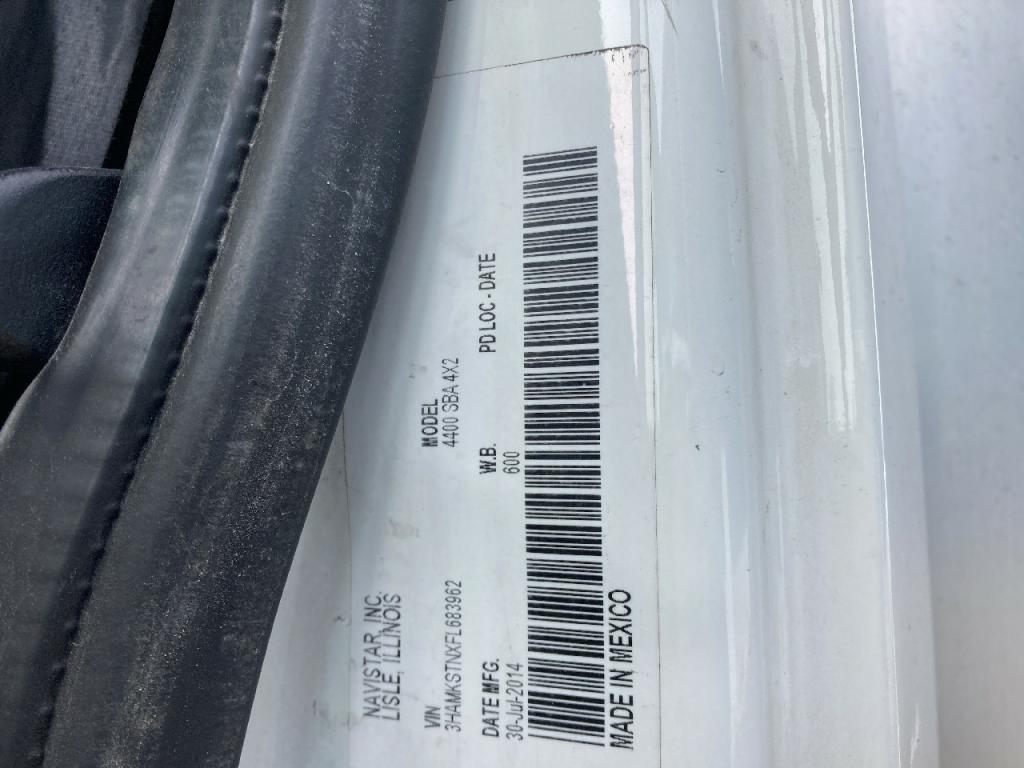 NAVISTAR, INC.
LISLE, ILLINOIS
VIN
3HAMKSTNXFL683962
MODEL
4400 SBA 4X2
DATE MFG.
30-Jul-2014
W.B.
600
PD LOC - DATE
MADE IN MEXICO